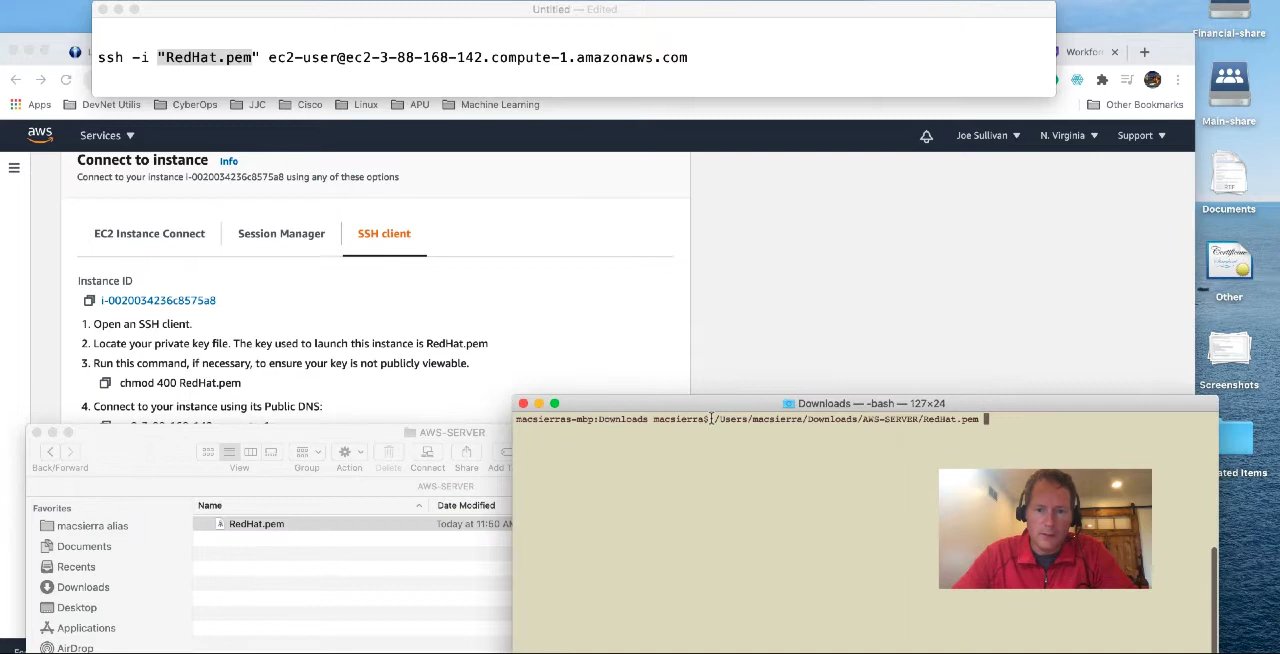 Untitled — Edited
ssh -i "RedHat.pem" ec2-user@ec2-3-88-168-142.compute-1.amazonaws.com
Financial-share
Workfor
Apps DevNet Utilis CyberOps JJC Cisco Linux APU Machine Learning Other Bookmarks
Main-share
aws Services Joe Sullivan N. Virginia Support
Connect to instance Info
Connect to your instance i-0020034236c8575a8 using any of these options
RTF
Documents
EC2 Instance Connect Session Manager SSH client
Certificate
Other
Instance ID
i-0020034236c8575a8
1. Open an SSH client.
2. Locate your private key file. The key used to launch this instance is RedHat.pem
3. Run this command, if necessary, to ensure your key is not publicly viewable.
chmod 400 RedHat.pem
Screenshots
4. Connect to your instance using its Public DNS:
Downloads — -bash — 127×24
macsierras-mbp:Downloads macsierra$ /Users/macsierra/Downloads/AWS-SERVER/RedHat.pem
AWS-SERVER
Back/Forward View Group Action Delete Connect Share Add T
ated Items
AWS-SERVER
Favorites
Name Date Modified
macsierra alias
RedHat.pem Today at 11:50 AM
Documents
Recents
Downloads
Desktop
Applications
AirDrop